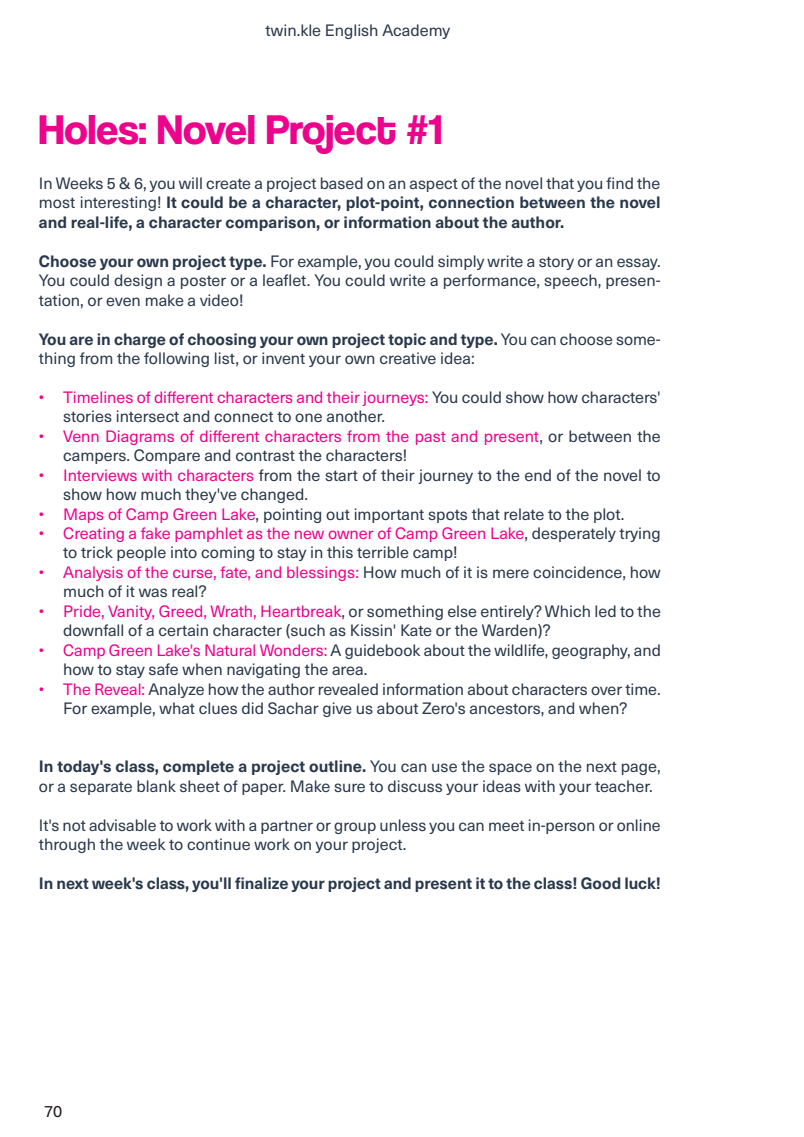 twin.kle English Academy
Holes: Novel Project #1
In Weeks 5 & 6, you will create a project based on an aspect of the novel that you find the
most interesting! It could be a character, plot-point, connection between the novel
and real-life, a character comparison, or information about the author.
Choose your own project type. For example, you could simply write a story or an essay.
You could design a poster or a leaflet. You could write a performance, speech, presen-
tation, or even make a video!
You are in charge of choosing your own project topic and type. You can choose some-
thing from the following list, or invent your own creative idea:
• Timelines of different characters and their journeys: You could show how characters'
stories intersect and connect to one another.
• Venn Diagrams of different characters from the past and present, or between the
campers. Compare and contrast the characters!
• Interviews with characters from the start of their journey to the end of the novel to
show how much they've changed.
• Maps of Camp Green Lake, pointing out important spots that relate to the plot.
• Creating a fake pamphlet as the new owner of Camp Green Lake, desperately trying
to trick people into coming to stay in this terrible camp!
• Analysis of the curse, fate, and blessings: How much of it is mere coincidence, how
much of it was real?
• Pride, Vanity, Greed, Wrath, Heartbreak, or something else entirely? Which led to the
downfall of a certain character (such as Kissin' Kate or the Warden)?
• Camp Green Lake's Natural Wonders: A guidebook about the wildlife, geography, and
how to stay safe when navigating the area.
• The Reveal: Analyze how the author revealed information about characters over time.
For example, what clues did Sachar give us about Zero's ancestors, and when?
In today's class, complete a project outline. You can use the space on the next page,
or a separate blank sheet of paper. Make sure to discuss your ideas with your teacher.
It's not advisable to work with a partner or group unless you can meet in-person or online
through the week to continue work on your project.
In next week's class, you'll finalize your project and present it to the class! Good luck!
70